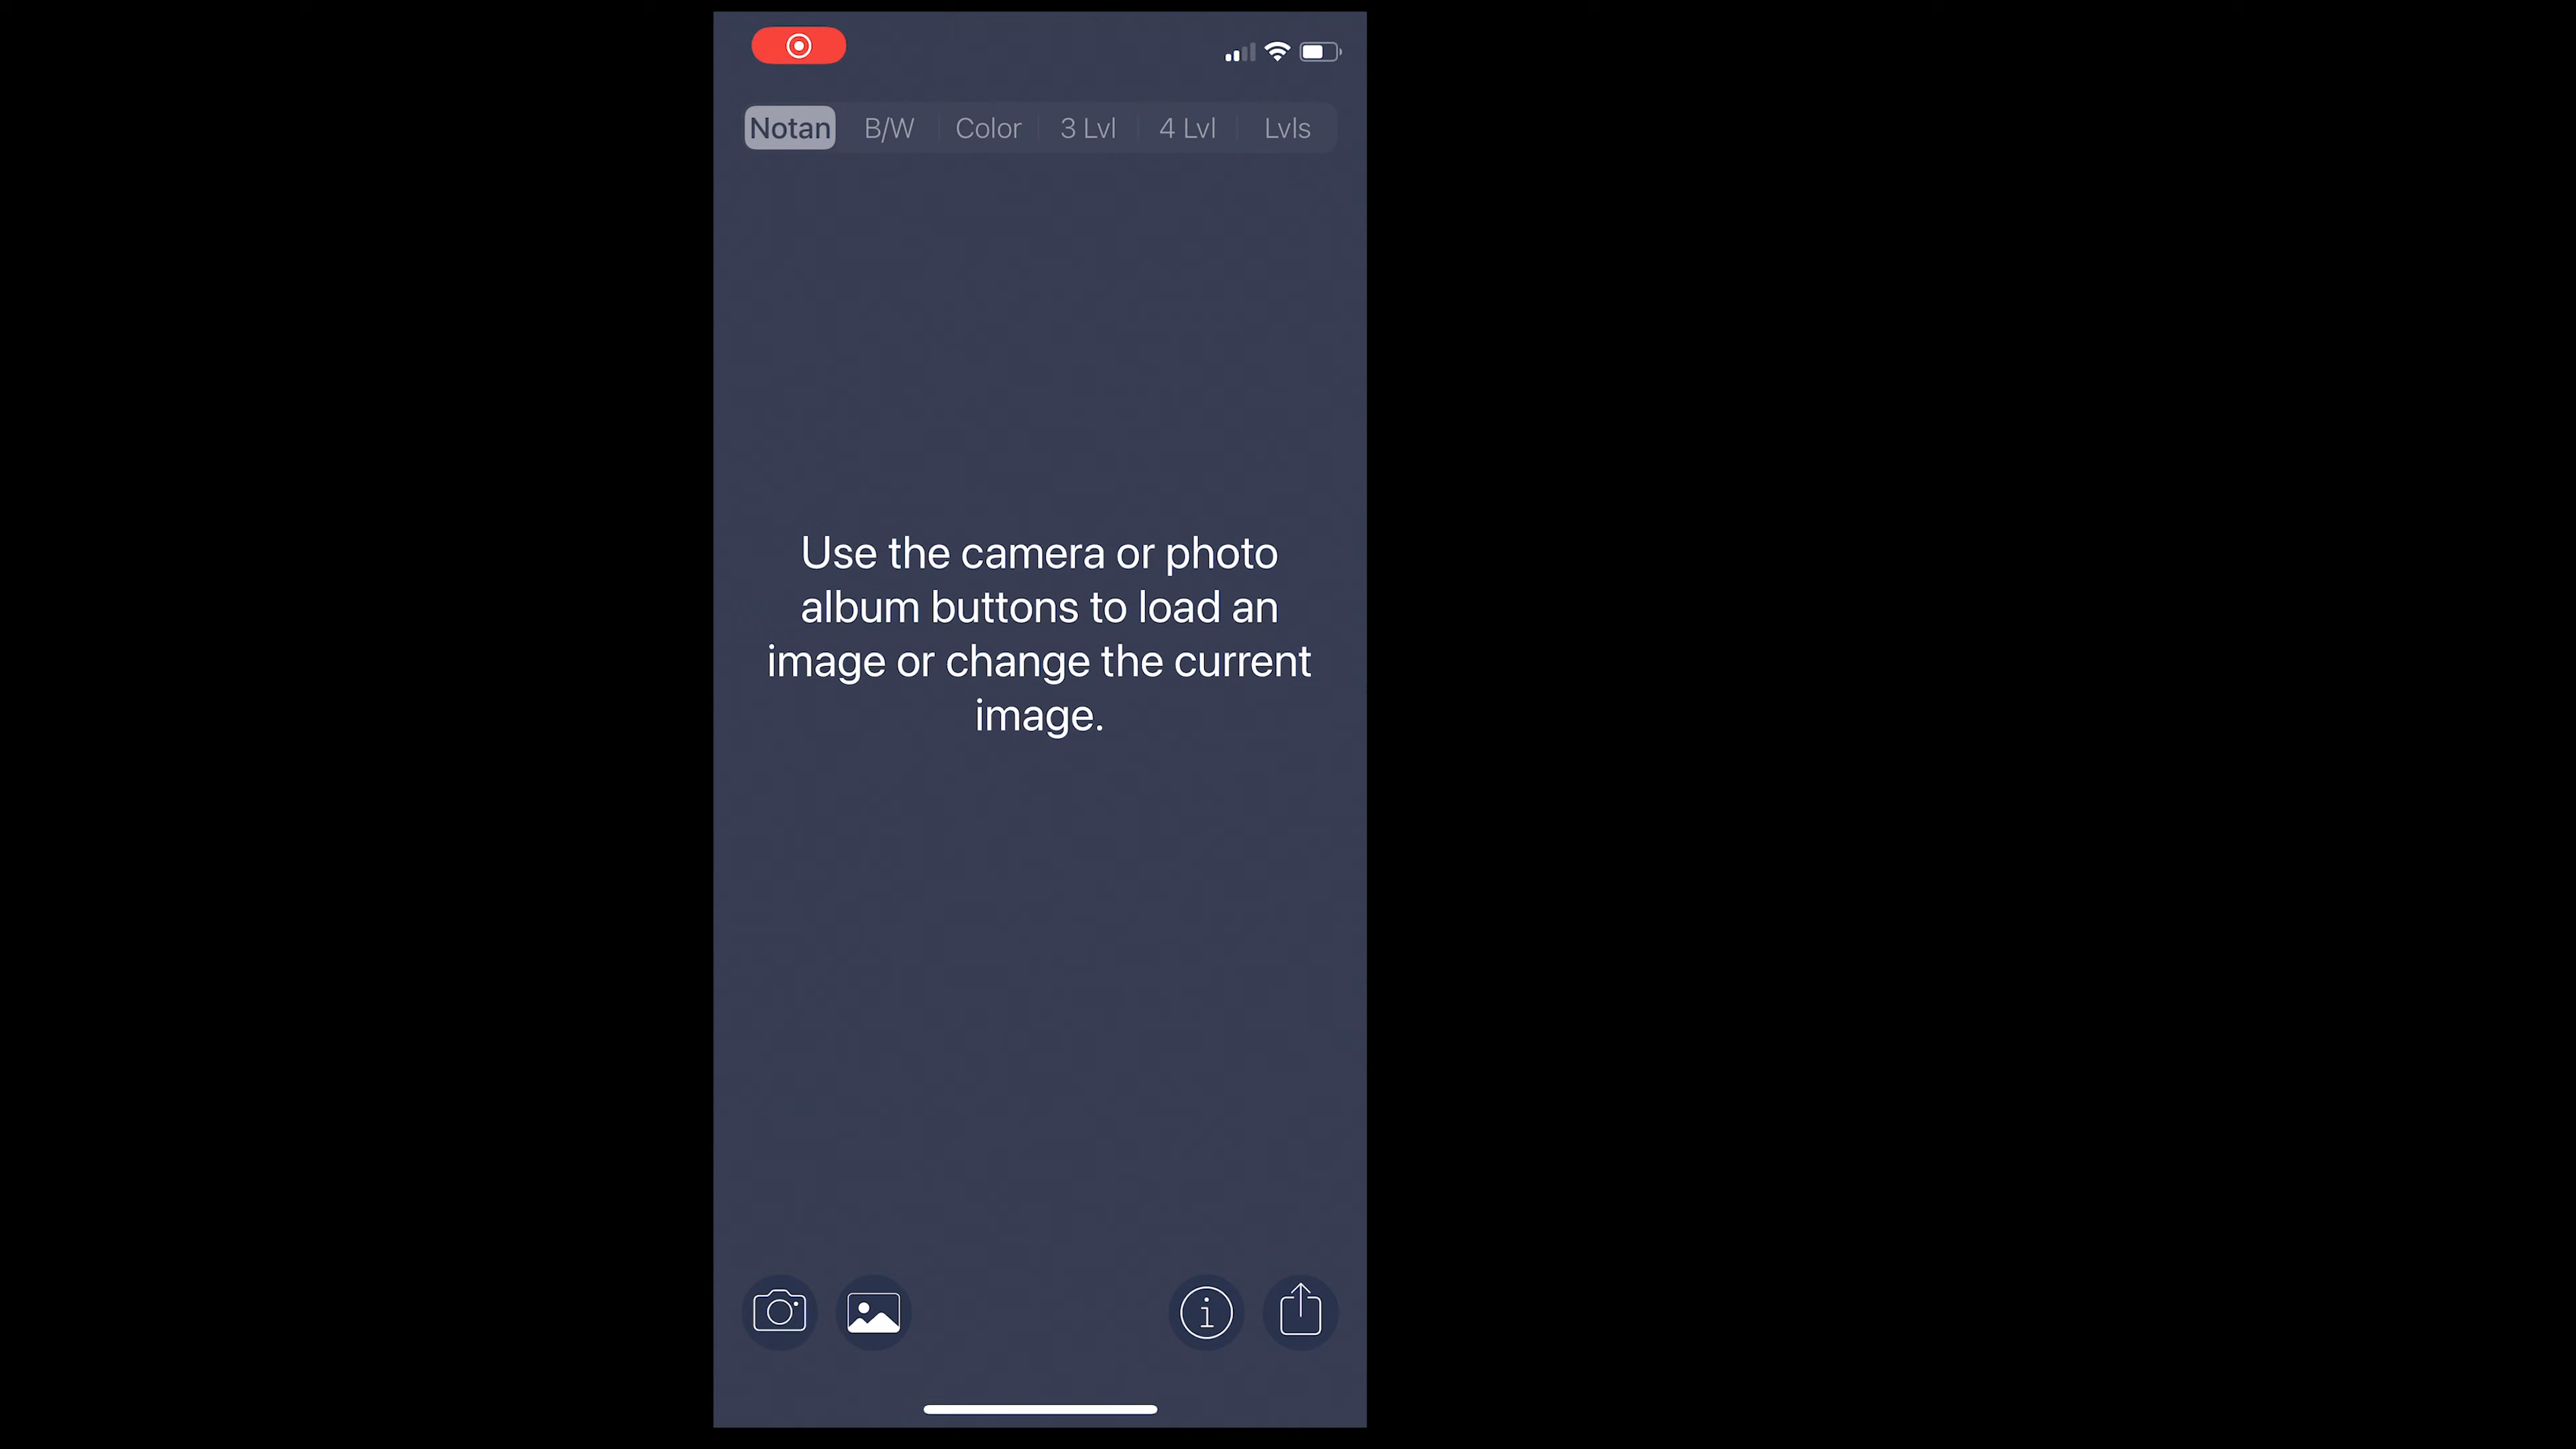 Notan B/W Color 3 Lvl 4 Lvl Lvls
Use the camera or photo
album buttons to load an
image or change the current
image.